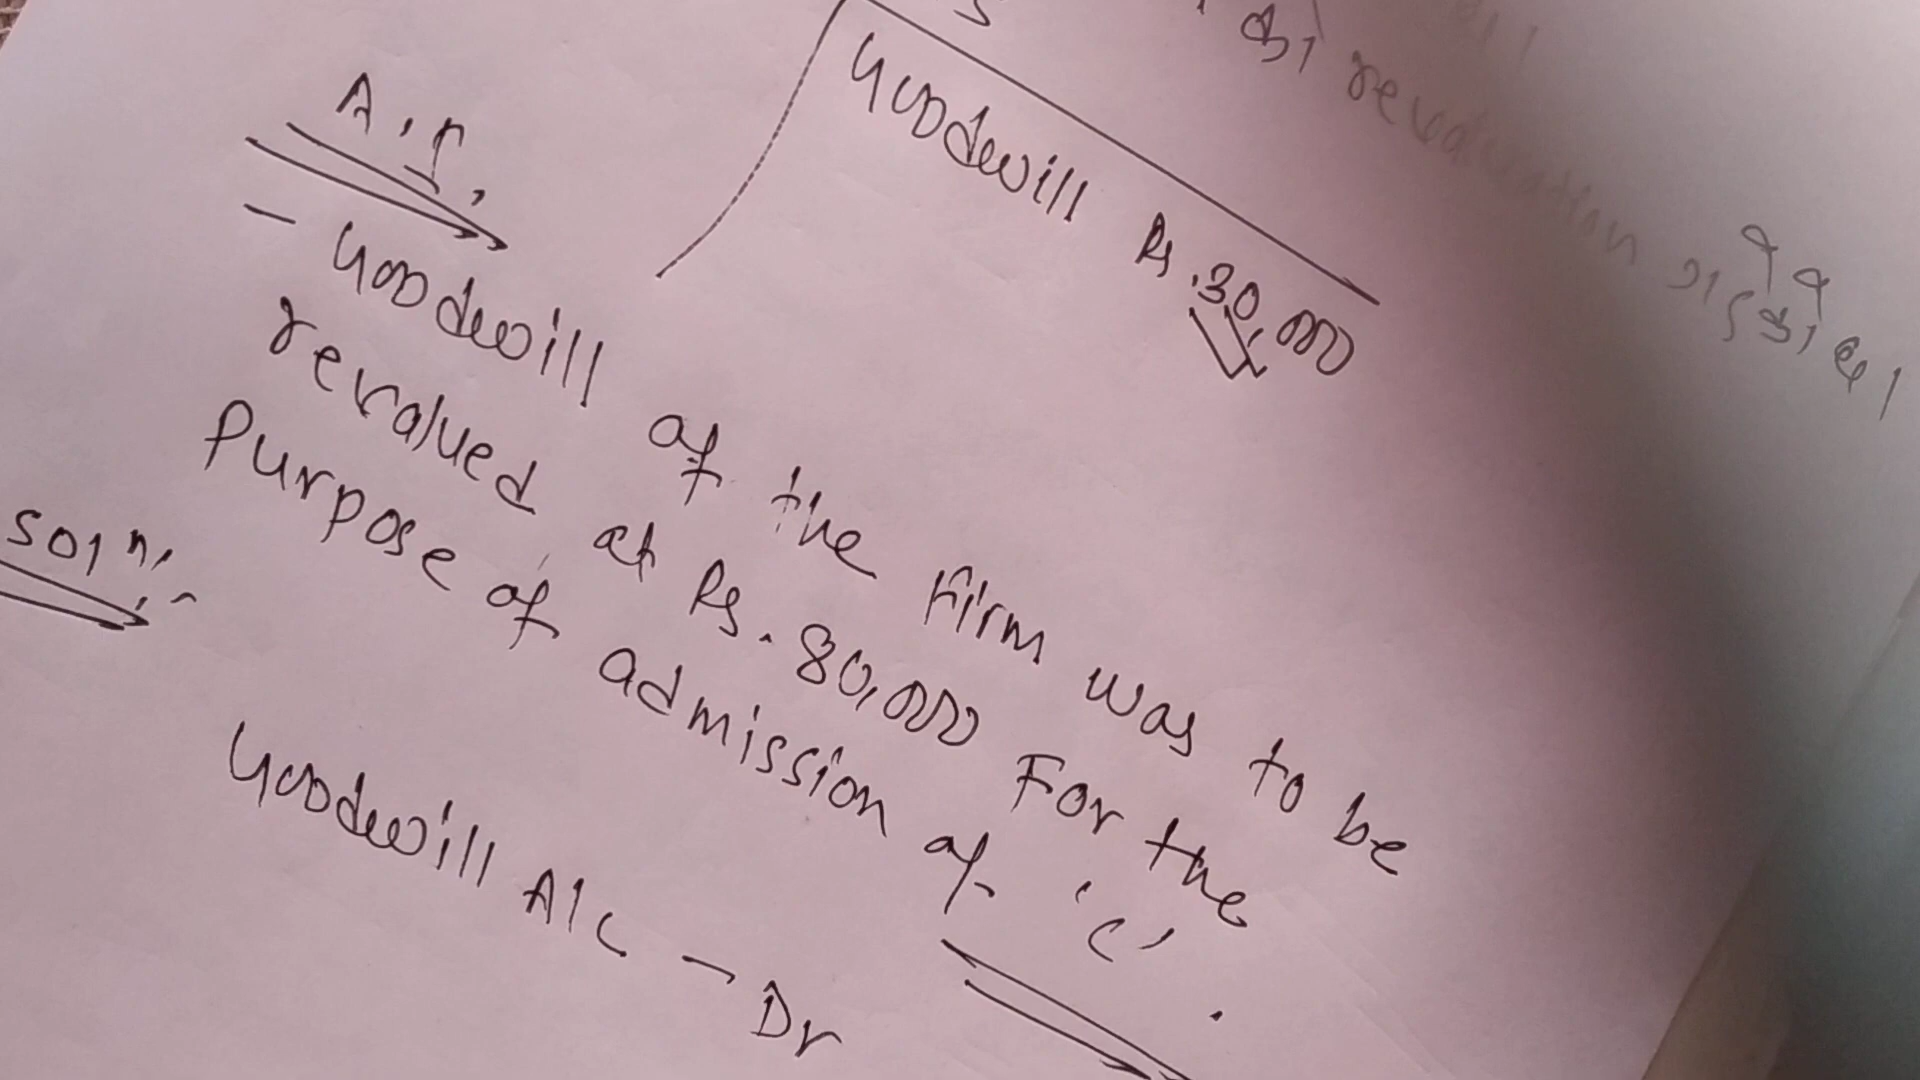 Goodwill Rs. 30,000
A.I.
- Goodwill of the Firm was to be
revalued at Rs. 80,000 For the
Purpose of admission of 'C'.
Solⁿ:-
Goodwill A/c - Dr